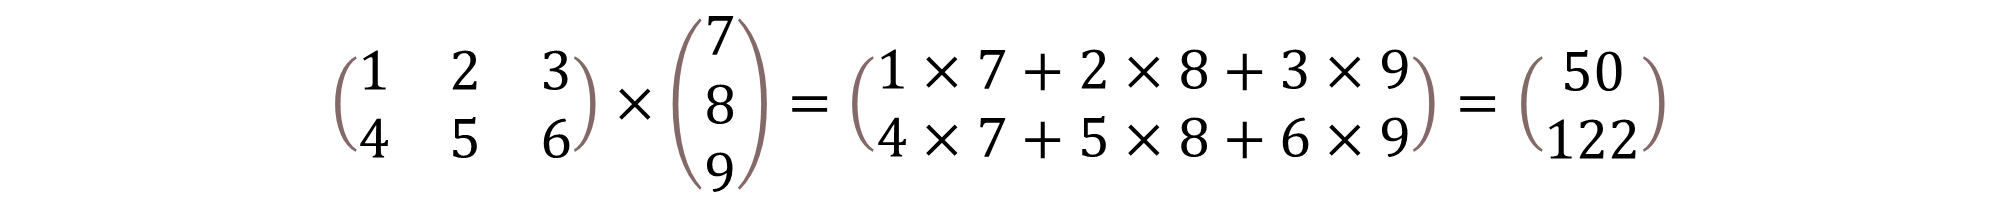 (1 2 3
4 5 6) × (7
8
9) = (1 × 7 + 2 × 8 + 3 × 9
4 × 7 + 5 × 8 + 6 × 9) = (50
122)